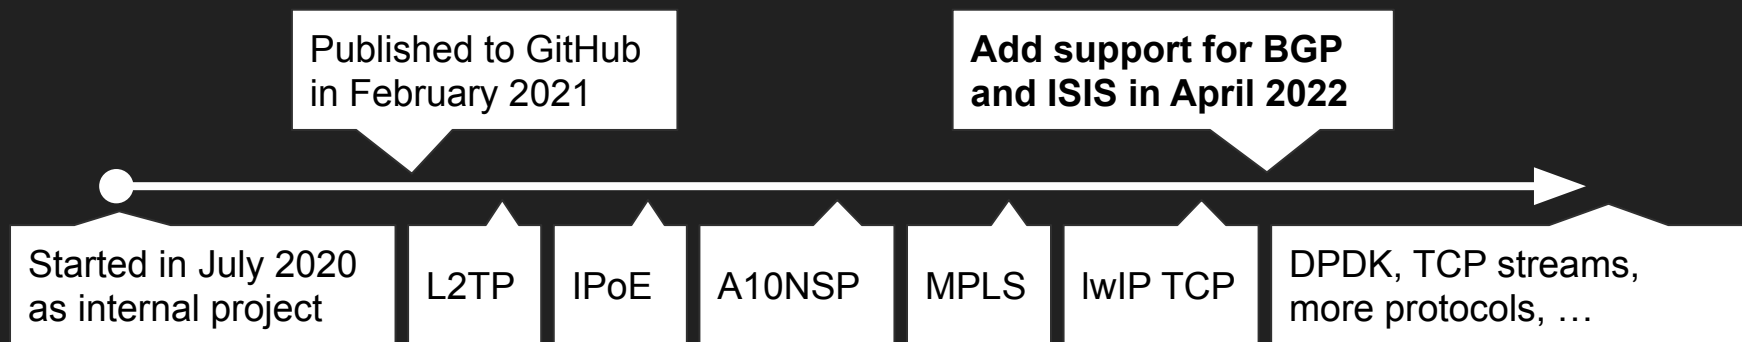 Published to GitHub
in February 2021
Add support for BGP
and ISIS in April 2022
Started in July 2020
as internal project
L2TP
IPoE
A10NSP
MPLS
lwIP TCP
DPDK, TCP streams,
more protocols, …